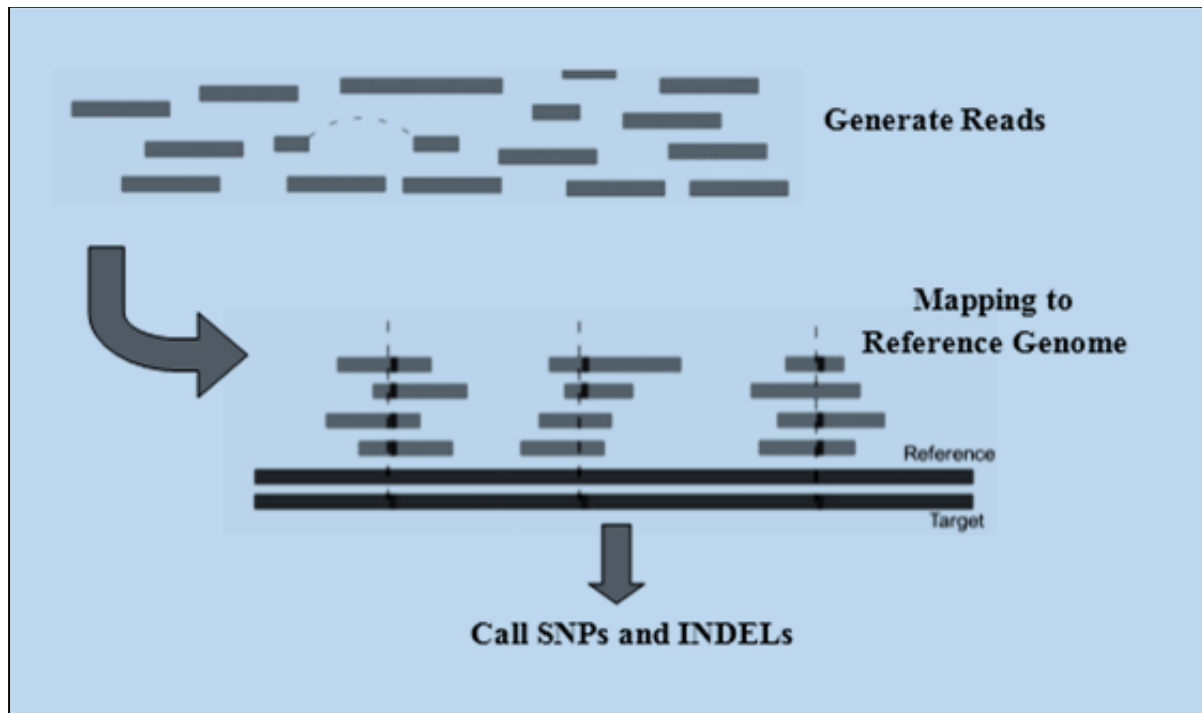 Generate Reads
Mapping to
Reference Genome
Reference
Target
Call SNPs and INDELs